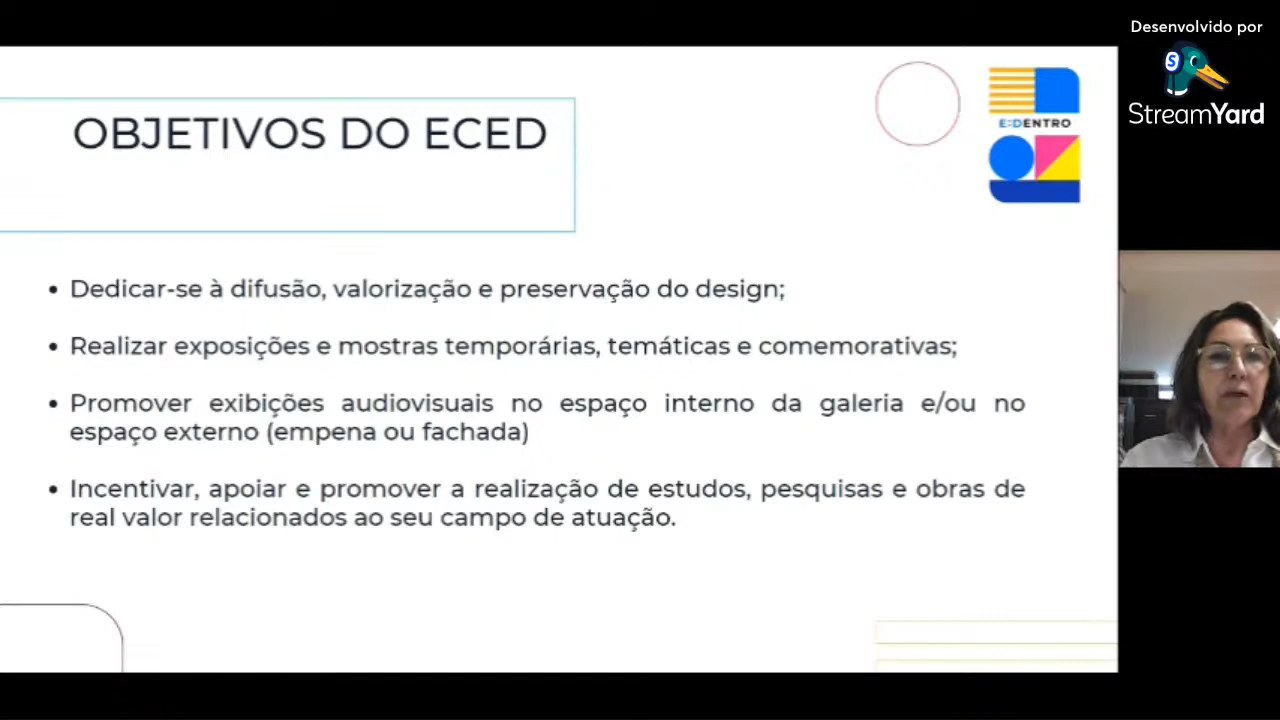 Desenvolvido por
StreamYard
OBJETIVOS DO ECED
E:DENTRO
• Dedicar-se à difusão, valorização e preservação do design;
• Realizar exposições e mostras temporárias, temáticas e comemorativas;
• Promover exibições audiovisuais no espaço interno da galeria e/ou no
espaço externo (empena ou fachada)
• Incentivar, apoiar e promover a realização de estudos, pesquisas e obras de
real valor relacionados ao seu campo de atuação.